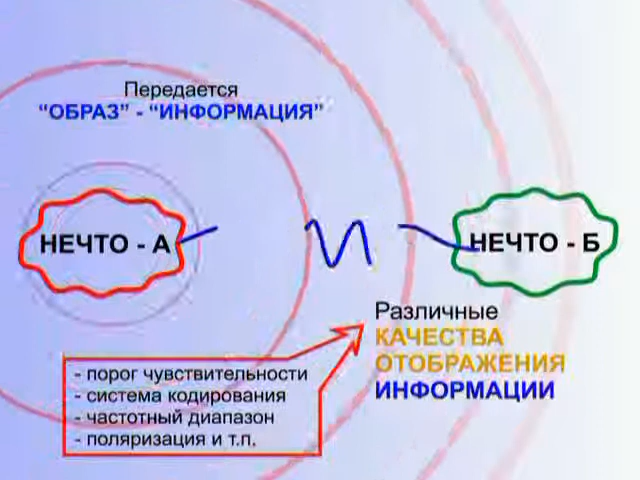 Передается
“ОБРАЗ” - “ИНФОРМАЦИЯ”
НЕЧТО - А
И
НЕЧТО - Б
Различные
КАЧЕСТВА
ОТОБРАЖЕНИЯ
ИНФОРМАЦИИ
- порог чувствительности
- система кодирования
- частотный диапазон
- поляризация и т.п.